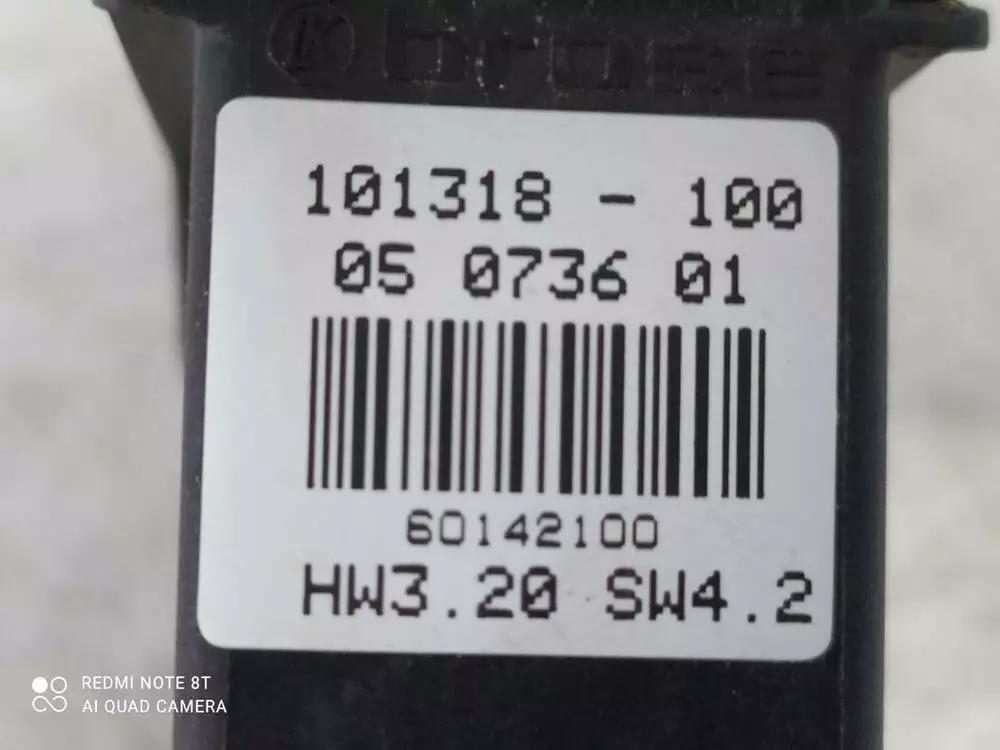 brose
101318 - 100
05 0736 01
60142100
HW3.20 SW4.2
REDMI NOTE 8T
AI QUAD CAMERA